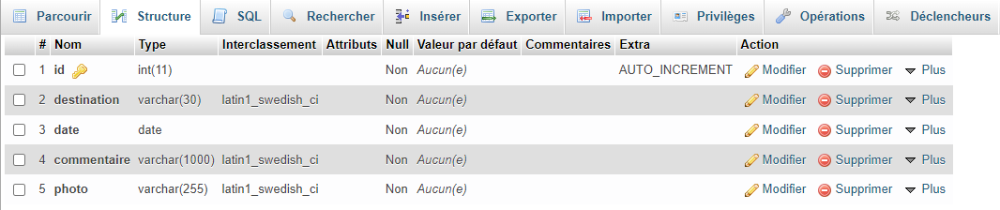 Parcourir Structure SQL Rechercher Insérer Exporter Importer Privilèges Opérations Déclencheurs
# Nom Type Interclassement Attributs Null Valeur par défaut Commentaires Extra Action
1 id int(11) Non Aucun(e) AUTO_INCREMENT Modifier Supprimer Plus
2 destination varchar(30) latin1_swedish_ci Non Aucun(e) Modifier Supprimer Plus
3 date date Non Aucun(e) Modifier Supprimer Plus
4 commentaire varchar(1000) latin1_swedish_ci Non Aucun(e) Modifier Supprimer Plus
5 photo varchar(255) latin1_swedish_ci Non Aucun(e) Modifier Supprimer Plus